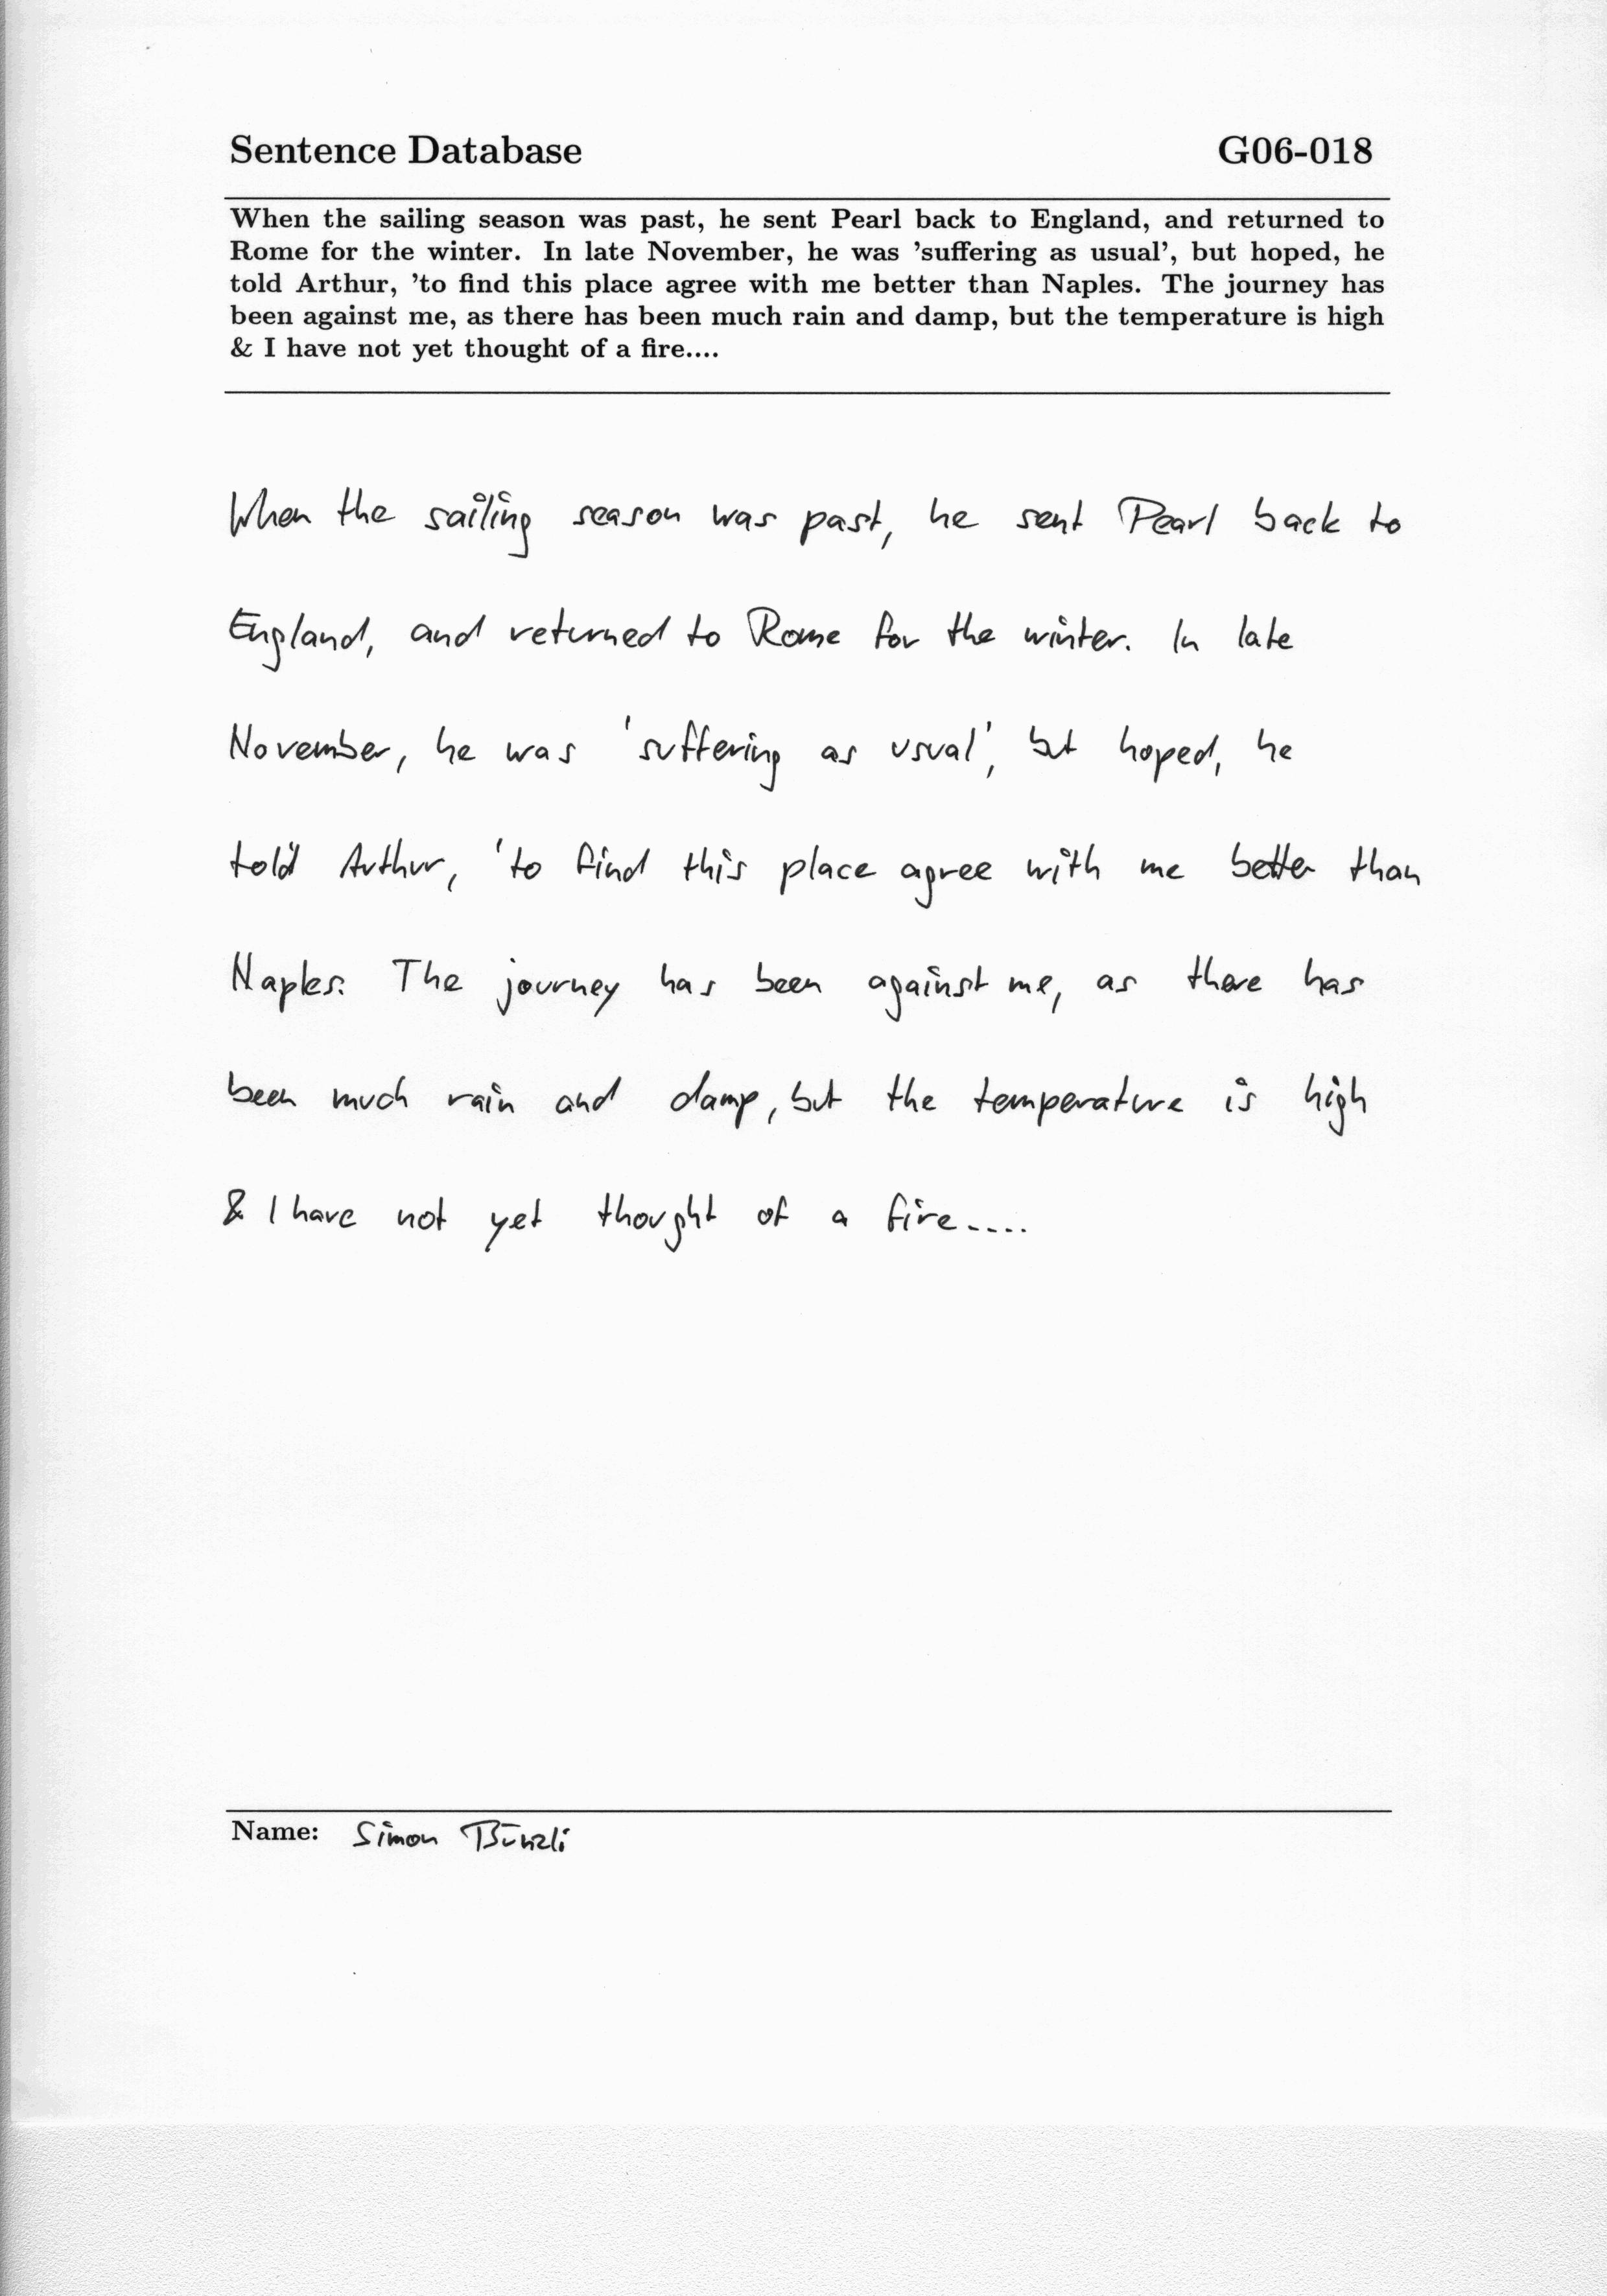 Sentence Database G06-018
When the sailing season was past, he sent Pearl back to England, and returned to
Rome for the winter. In late November, he was 'suffering as usual', but hoped, he
told Arthur, 'to find this place agree with me better than Naples. The journey has
been against me, as there has been much rain and damp, but the temperature is high
& I have not yet thought of a fire....
When the sailing season was past, he sent Pearl back to
England, and returned to Rome for the winter. In late
November, he was 'suffering as usual', but hoped, he
told Arthur, 'to find this place agree with me better than
Naples. The journey has been against me, as there has
been much rain and damp, but the temperature is high
& I have not yet thought of a fire....
Name: Simon Bünzli